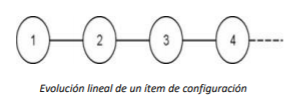 1 2 3 4
Evolución lineal de un ítem de configuración